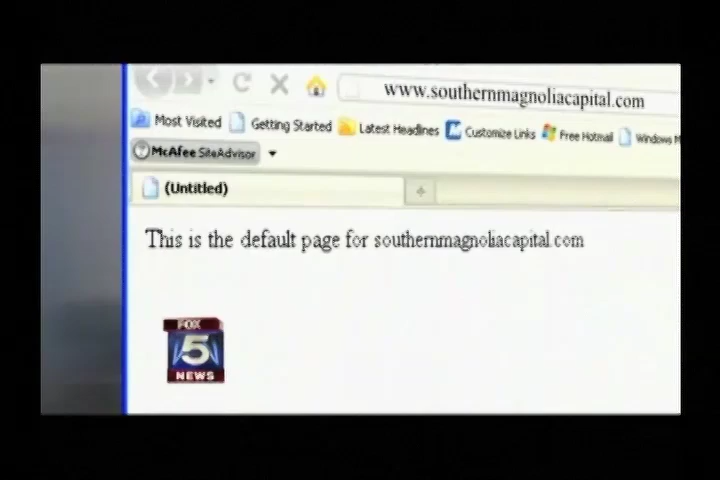 www.southernmagnoliacapital.com
Most Visited Getting Started Latest Headlines Customize Links Free Hotmail Windows M
McAfee SiteAdvisor
(Untitled)
This is the default page for southernmagnoliacapital.com
FOX
5
NEWS